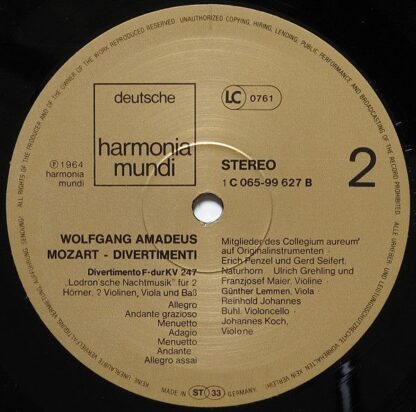 ALL RIGHTS OF THE PRODUCER AND OF THE OWNER OF THE WORK REPRODUCED RESERVED. UNAUTHORIZED COPYING, HIRING, LENDING, PUBLIC PERFORMANCE AND BROADCASTING OF THIS RECORD PROHIBITED.
deutsche
harmonia
mundi
LC 0761
℗ 1964
harmonia
mundi
STEREO
1 C 065-99 627 B
2
WOLFGANG AMADEUS
MOZART - DIVERTIMENTI
Divertimento F-dur KV 247
„Lodron'sche Nachtmusik" für 2
Hörner, 2 Violinen, Viola und Baß
Allegro
Andante grazioso
Menuetto
Adagio
Menuetto
Andante
Allegro assai
Mitglieder des Collegium aureum
auf Originalinstrumenten ·
Erich Penzel und Gerd Seifert,
Naturhorn · Ulrich Grehling und
Franzjosef Maier, Violine ·
Günther Lemmen, Viola ·
Reinhold Johannes
Buhl, Violoncello ·
Johannes Koch,
Violone
MADE IN ST 33 GERMANY